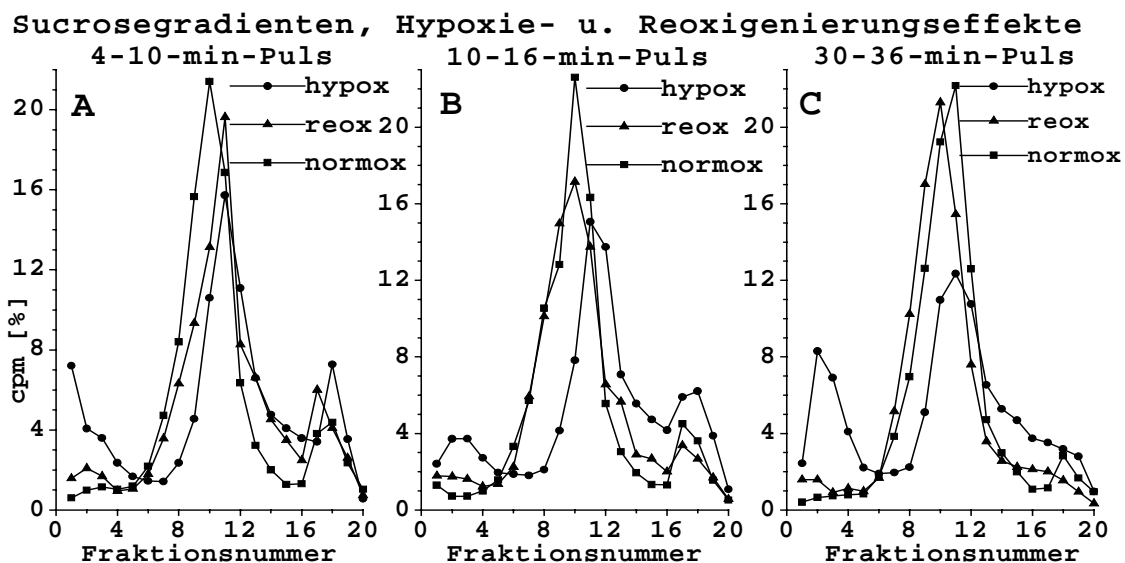 Sucrosegradienten, Hypoxie- u. Reoxigenierungseffekte
4-10-min-Puls 10-16-min-Puls 30-36-min-Puls
A
hypox
reox
normox
cpm [%]
20
16
12
8
4
0
0 4 8 12 16 20
Fraktionsnummer
B
hypox
reox
normox
20
16
12
8
4
0
0 4 8 12 16 20
Fraktionsnummer
C
hypox
reox
normox
20
16
12
8
4
0
0 4 8 12 16 20
Fraktionsnummer